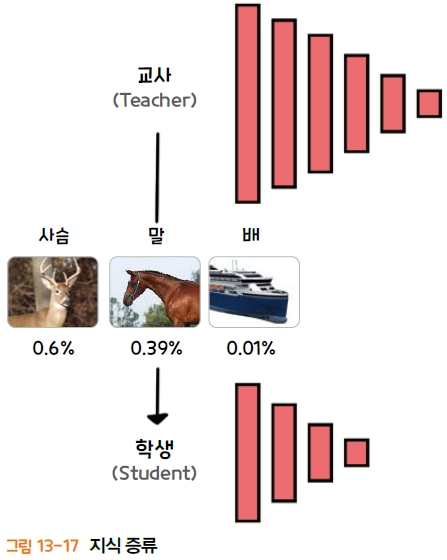 교사
(Teacher)
사슴 말 배
0.6% 0.39% 0.01%
학생
(Student)
그림 13-17 지식 증류